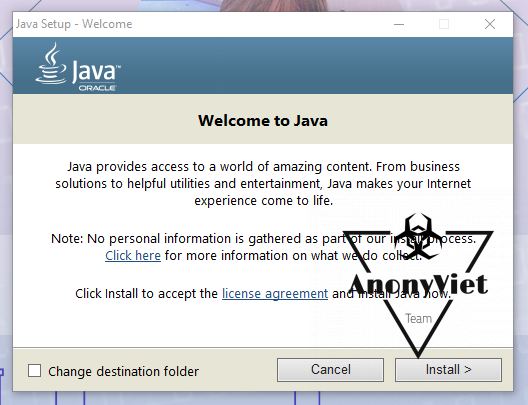 Java Setup - Welcome
Java™
ORACLE
Welcome to Java
Java provides access to a world of amazing content. From business
solutions to helpful utilities and entertainment, Java makes your Internet
experience come to life.
Note: No personal information is gathered as part of our install process.
Click here for more information on what we do collect.
Click Install to accept the license agreement and install Java now.
AnonyViet
Team
Change destination folder
Cancel
Install >